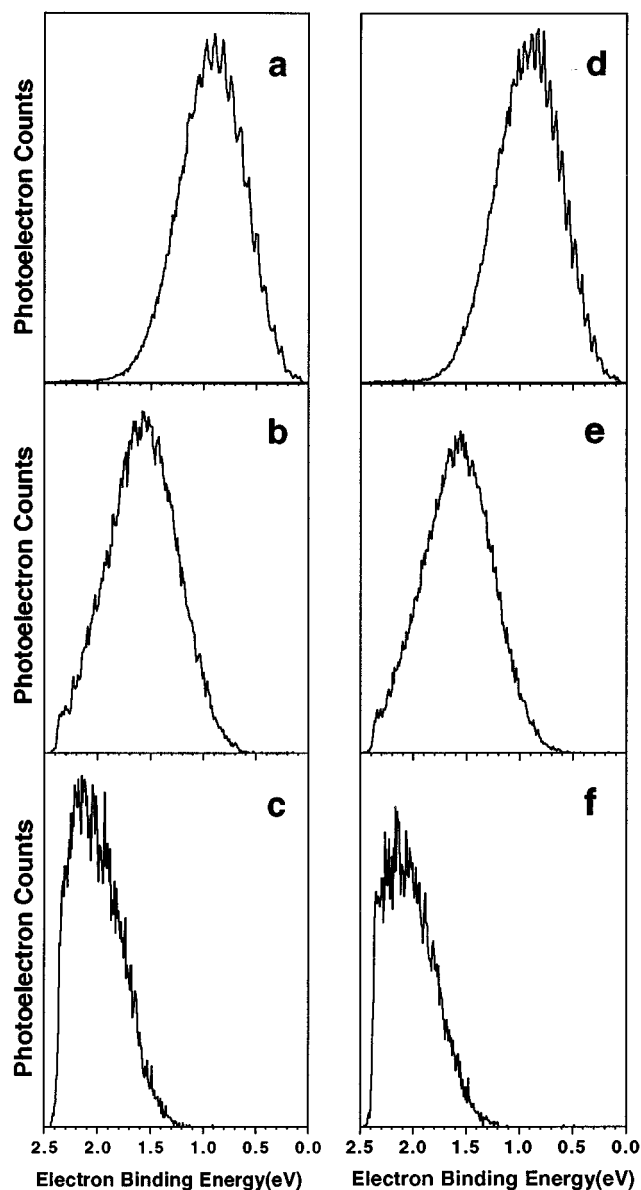 a
d
Photoelectron Counts
b
e
Photoelectron Counts
c
f
Photoelectron Counts
2.5 2.0 1.5 1.0 0.5 0.0
2.5 2.0 1.5 1.0 0.5 0.0
Electron Binding Energy(eV)
Electron Binding Energy(eV)